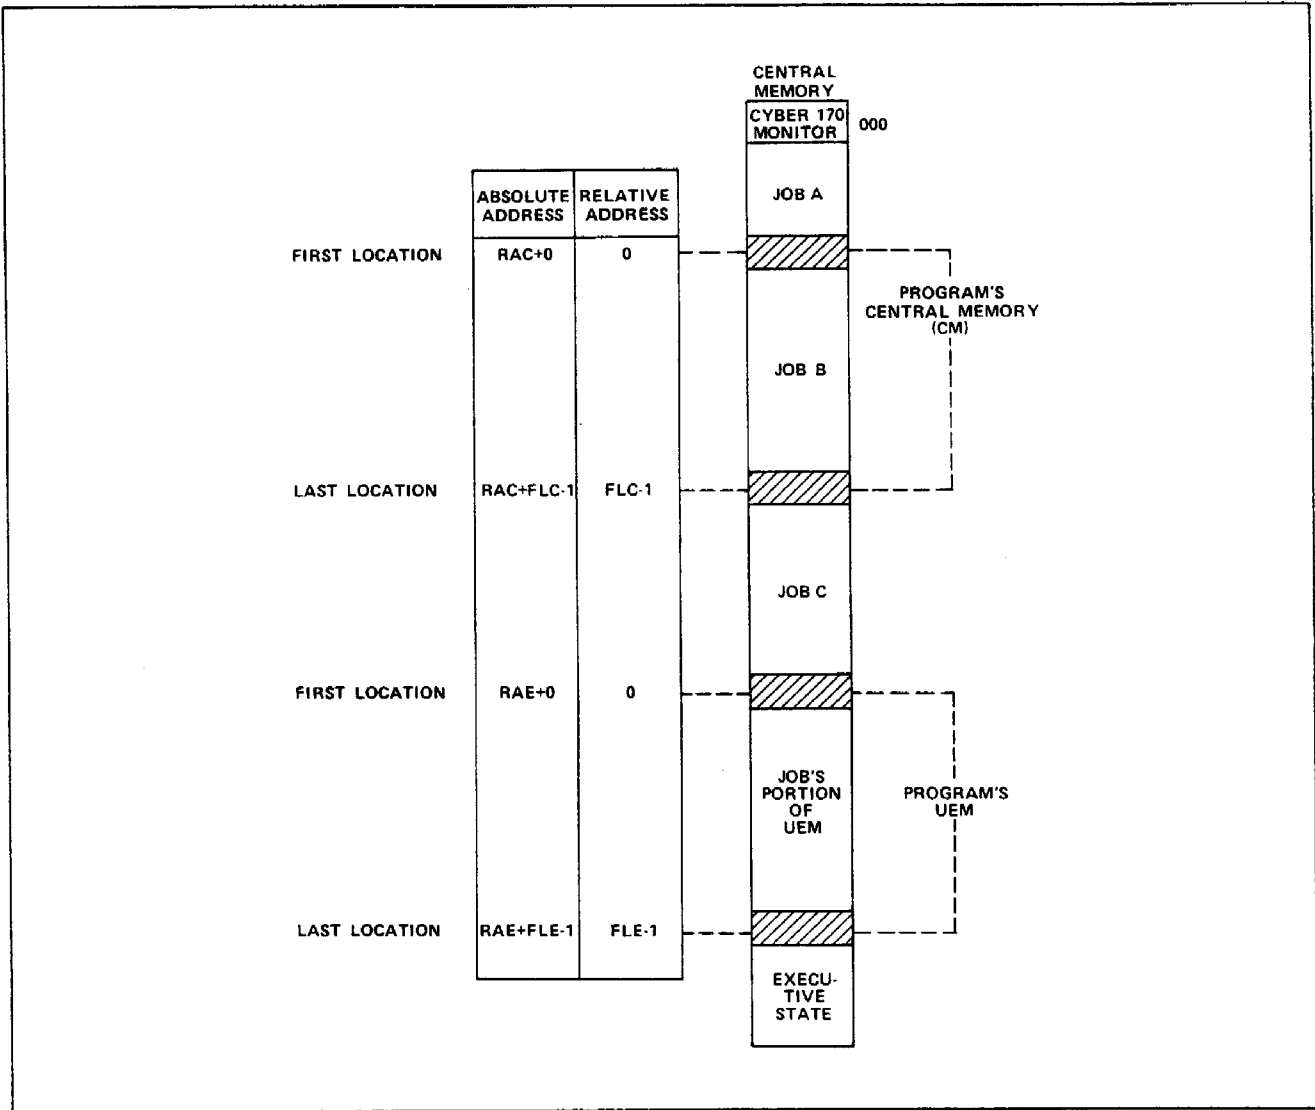 CENTRAL
MEMORY
CYBER 170
MONITOR
000
JOB A
ABSOLUTE
ADDRESS
RELATIVE
ADDRESS
FIRST LOCATION RAC+0 0
PROGRAM'S
CENTRAL MEMORY
(CM)
JOB B
LAST LOCATION RAC+FLC-1 FLC-1
JOB C
FIRST LOCATION RAE+0 0
JOB'S
PORTION
OF
UEM
PROGRAM'S
UEM
LAST LOCATION RAE+FLE-1 FLE-1
EXECU-
TIVE
STATE